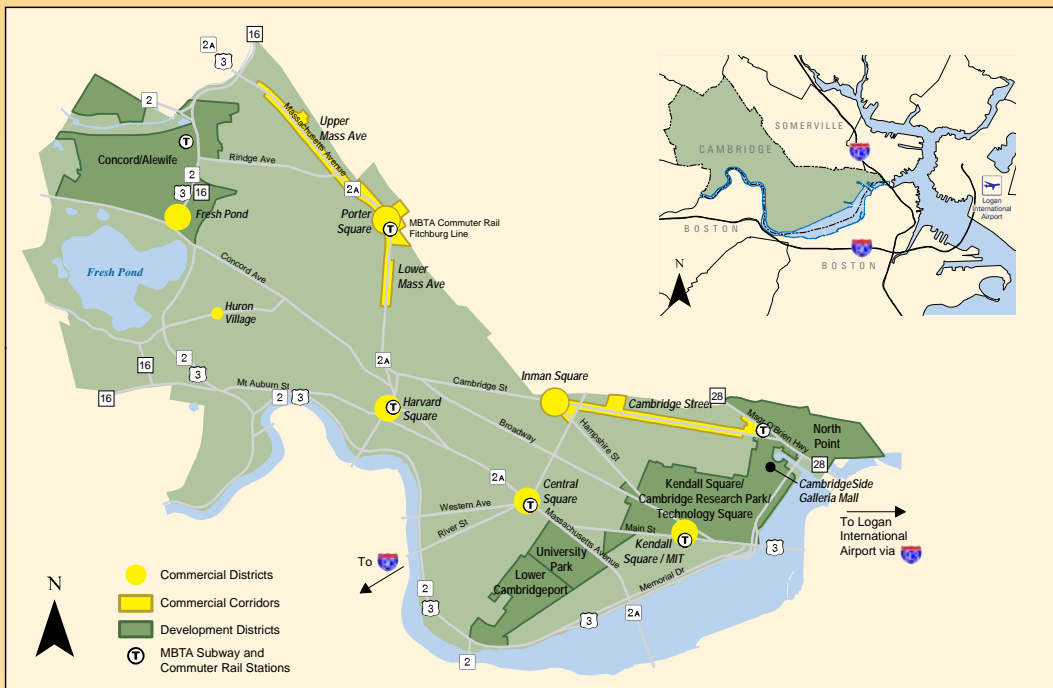 16
2A
3
2
Massachusetts Avenue
Upper
Mass Ave
Concord/Alewife
T
Rindge Ave
2
3
16
Fresh Pond
2A
Porter
Square
T
MBTA Commuter Rail
Fitchburg Line
Fresh Pond
Concord Ave
Lower
Mass Ave
Huron
Village
16
2
3
16
Mt Auburn St
2
3
2A
Harvard
Square
T
Cambridge St
Inman Square
Cambridge Street
28
Msgr O'Brien Hwy
T
North
Point
28
Broadway
Hampshire St
CambridgeSide
Galleria Mall
Kendall Square/
Cambridge Research Park/
Technology Square
2A
Central
Square
T
Western Ave
River St
Massachusetts Avenue
Main St
Kendall
Square / MIT
T
3
University
Park
Lower
Cambridgeport
Memorial Dr
To
2
3
3
2A
2
To Logan
International
Airport via
SOMERVILLE
CAMBRIDGE
BOSTON
BOSTON
Logan
International
Airport
N
N
Commercial Districts
Commercial Corridors
Development Districts
T
MBTA Subway and
Commuter Rail Stations